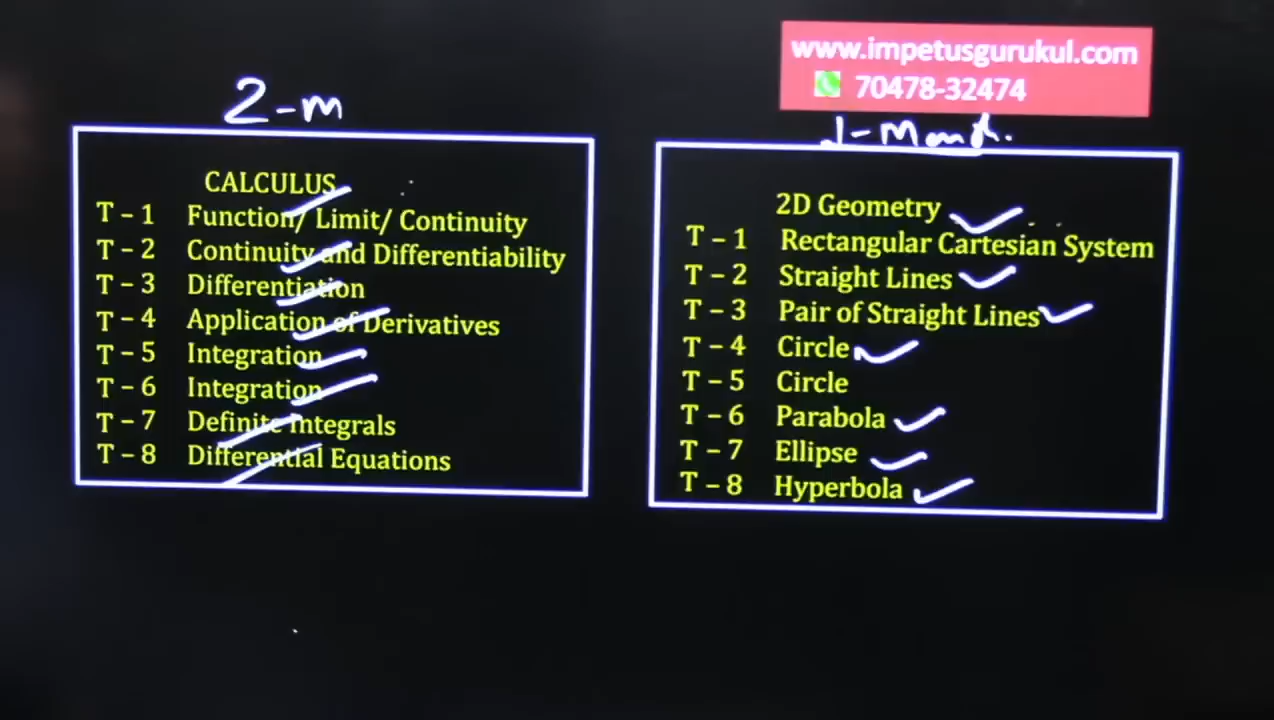 www.impetusgurukul.com
70478-32474
2-m
CALCULUS
T - 1 Function/ Limit/ Continuity
T - 2 Continuity and Differentiability
T - 3 Differentiation
T - 4 Application of Derivatives
T - 5 Integration
T - 6 Integration
T - 7 Definite Integrals
T - 8 Differential Equations
1-Month.
2D Geometry
T - 1 Rectangular Cartesian System
T - 2 Straight Lines
T - 3 Pair of Straight Lines
T - 4 Circle
T - 5 Circle
T - 6 Parabola
T - 7 Ellipse
T - 8 Hyperbola